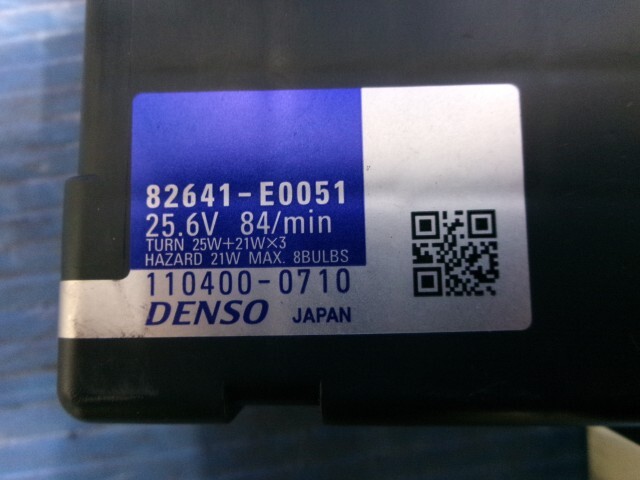 82641-E0051
25.6V 84/min
TURN 25W+21W×3
HAZARD 21W MAX. 8BULBS
110400-0710
DENSO JAPAN